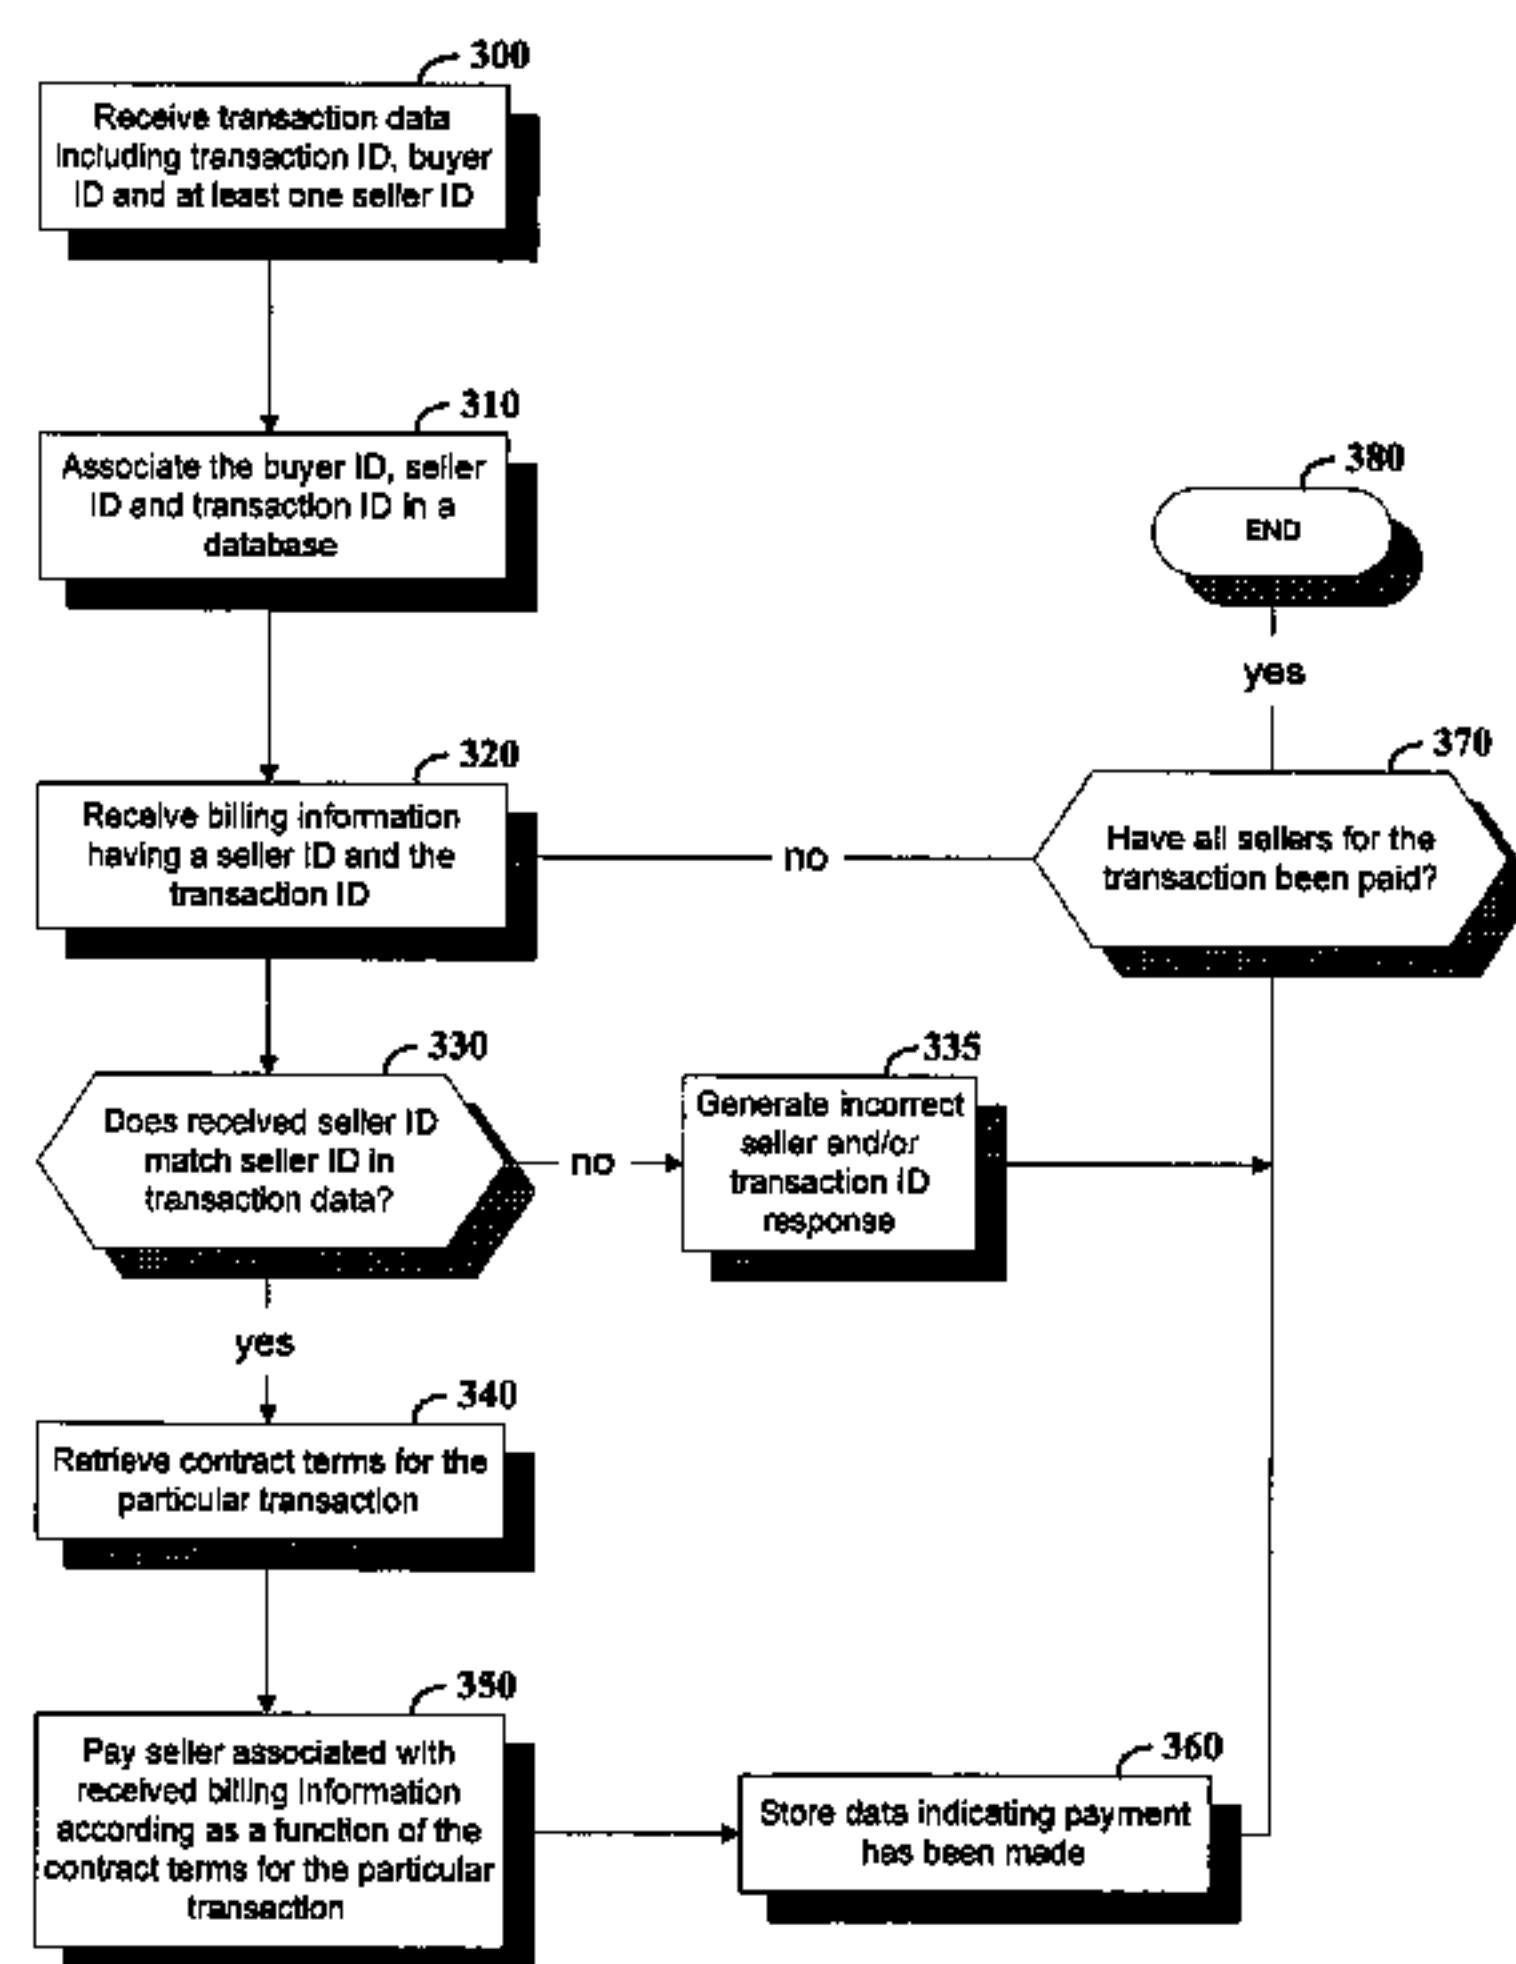 300
Receive transaction data
including transaction ID, buyer
ID and at least one seller ID
310
Associate the buyer ID, seller
ID and transaction ID in a
database
320
Receive billing information
having a seller ID and the
transaction ID
330
Does received seller ID
match seller ID in
transaction data?
no
335
Generate incorrect
seller and/or
transaction ID
response
yes
340
Retrieve contract terms for the
particular transaction
350
Pay seller associated with
received billing information
according as a function of the
contract terms for the particular
transaction
360
Store data indicating payment
has been made
370
Have all sellers for the
transaction been paid?
no
yes
380
END